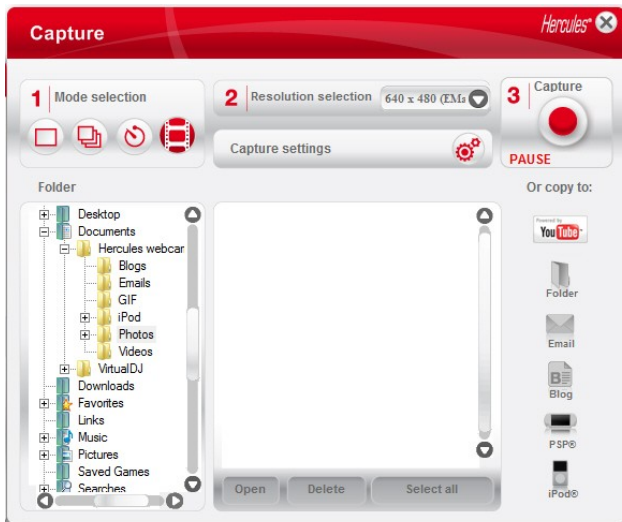 Capture
Hercules
1 Mode selection
2 Resolution selection 640 x 480 (EMa
3 Capture
Capture settings
PAUSE
Folder
Or copy to:
Desktop
Documents
Hercules webcar
Blogs
Emails
GIF
iPod
Photos
Videos
VirtualDJ
Downloads
Favorites
Links
Music
Pictures
Saved Games
Searches
Powered by
YouTube
Folder
Email
B
Blog
PSP®
iPod®
Open Delete Select all